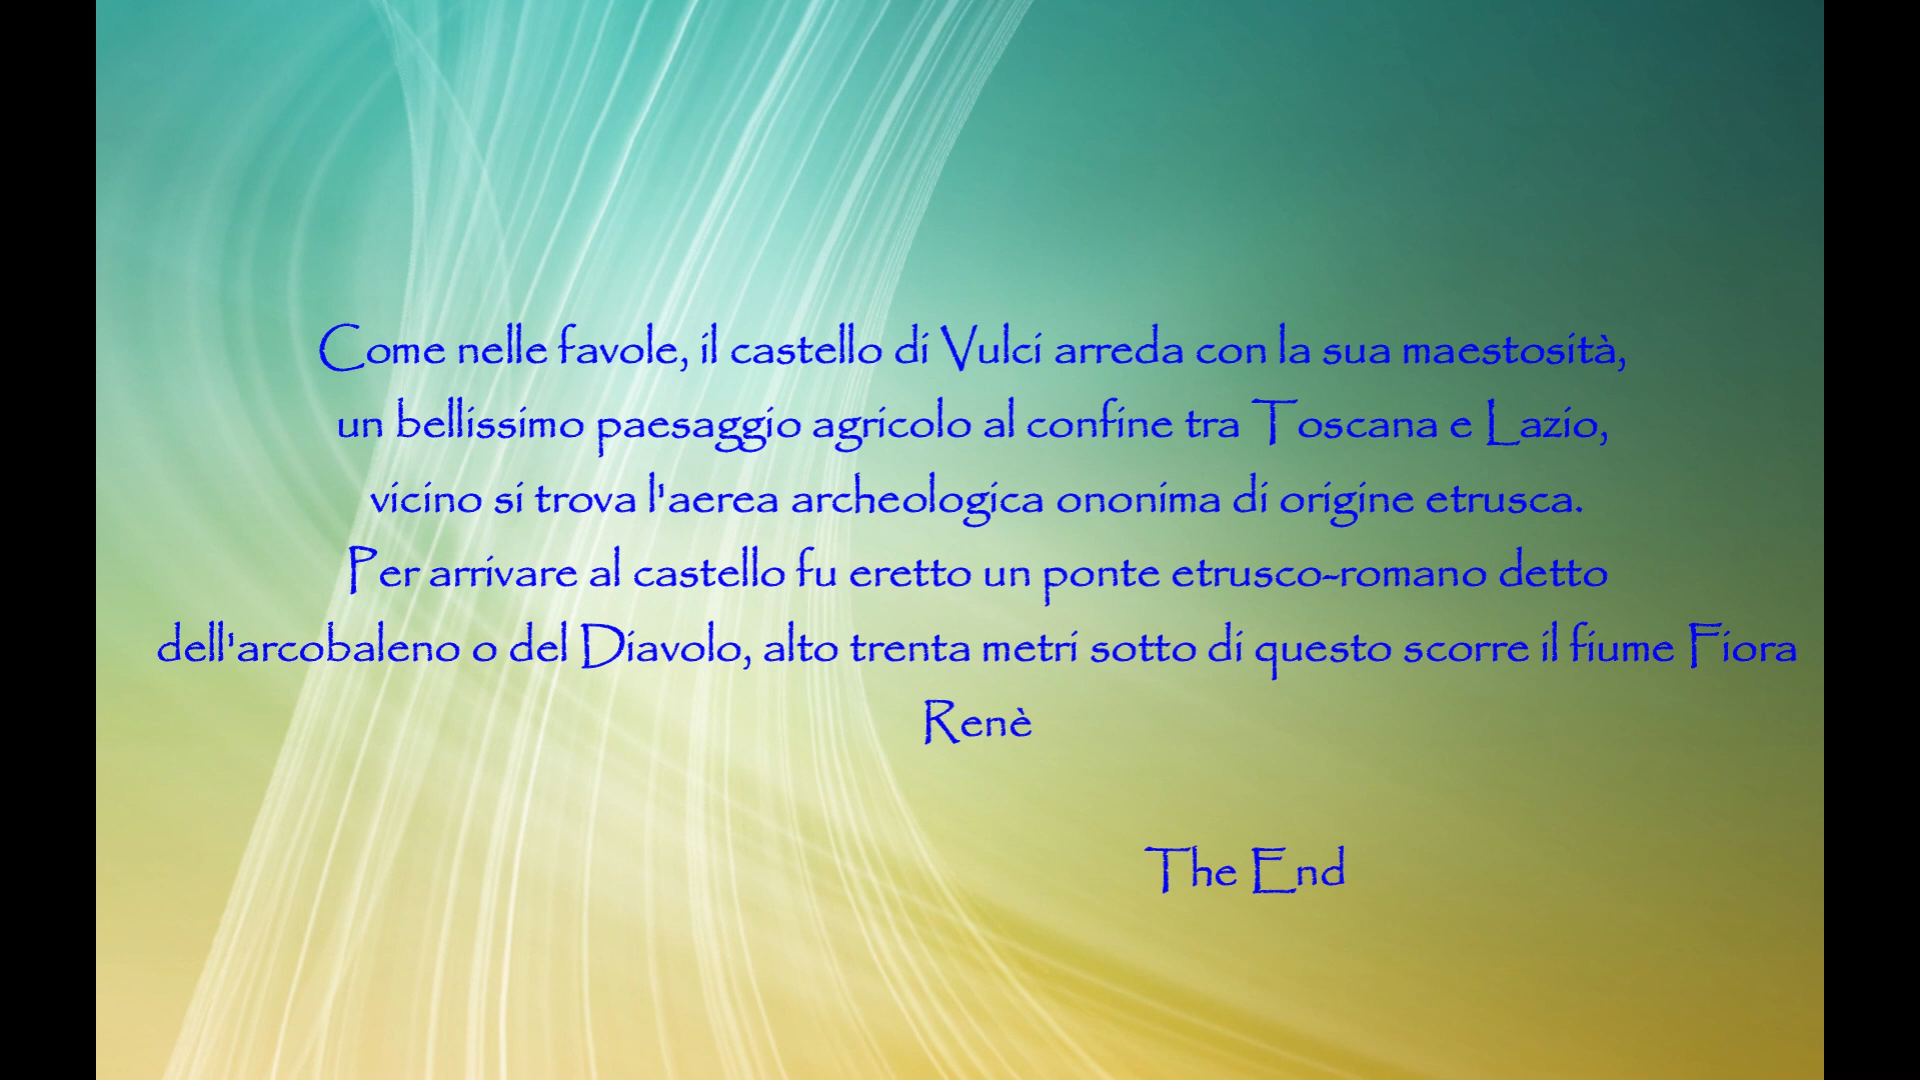 Come nelle favole, il castello di Vulci arreda con la sua maestosità,
un bellissimo paesaggio agricolo al confine tra Toscana e Lazio,
vicino si trova l'aerea archeologica ononima di origine etrusca.
Per arrivare al castello fu eretto un ponte etrusco-romano detto
dell'arcobaleno o del Diavolo, alto trenta metri sotto di questo scorre il fiume Fiora
Renè
The End